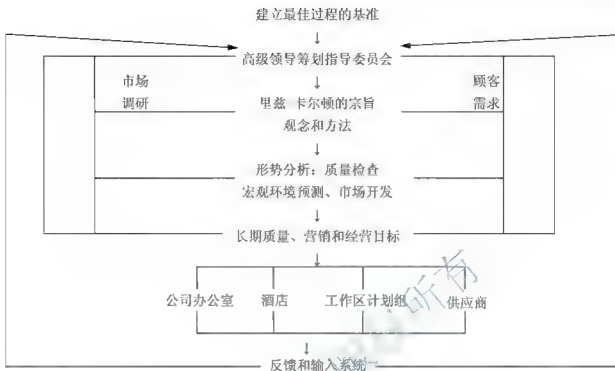 建立最佳过程的基准
高级领导筹划指导委员会
市场
调研
顾客
需求
里兹 卡尔顿的宗旨
观念和方法
形势分析：质量检查
宏观环境预测、市场开发
长期质量、营销和经营目标
公司办公室 酒店 工作区计划组 供应商
反馈和输入系统
所有